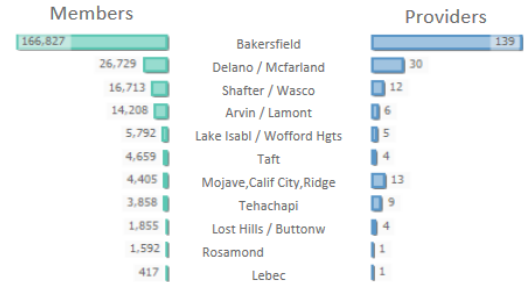 Members Providers
166,827 Bakersfield 139
26,729 Delano / Mcfarland 30
16,713 Shafter / Wasco 12
14,208 Arvin / Lamont 6
5,792 Lake Isabl / Wofford Hgts 5
4,659 Taft 4
4,405 Mojave,Calif City,Ridge 13
3,858 Tehachapi 9
1,855 Lost Hills / Buttonw 4
1,592 Rosamond 1
417 Lebec 1